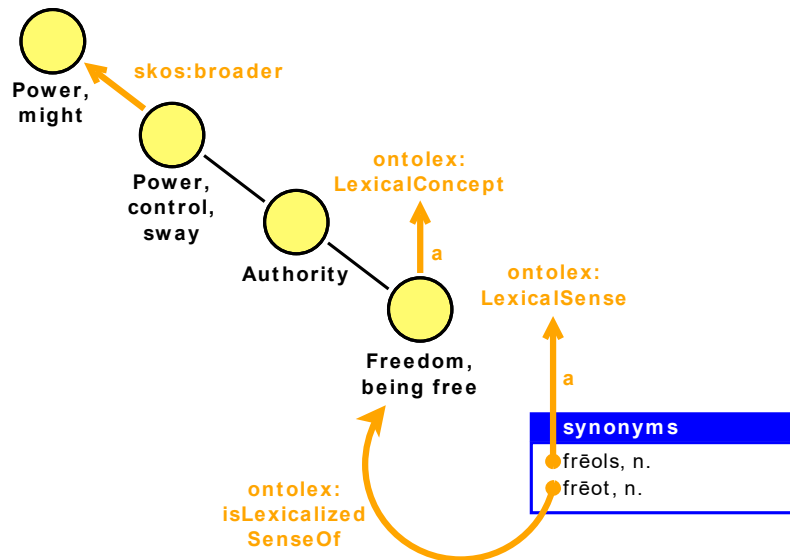 skos:broader
Power,
might
Power,
control,
sway
ontolex:
LexicalConcept
a
Authority
ontolex:
LexicalSense
a
Freedom,
being free
synonyms
frēols, n.
frēot, n.
ontolex:
isLexicalized
SenseOf